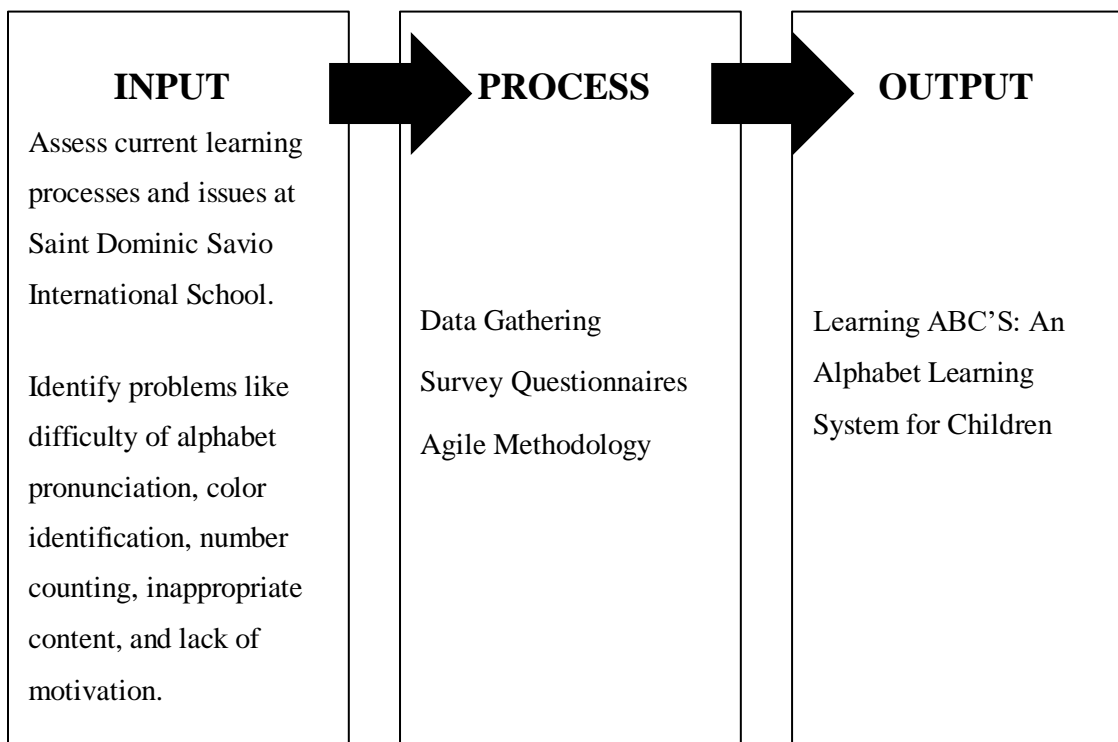 INPUT
Assess current learning
processes and issues at
Saint Dominic Savio
International School.
Identify problems like
difficulty of alphabet
pronunciation, color
identification, number
counting, inappropriate
content, and lack of
motivation.
PROCESS
Data Gathering
Survey Questionnaires
Agile Methodology
OUTPUT
Learning ABC’S: An
Alphabet Learning
System for Children